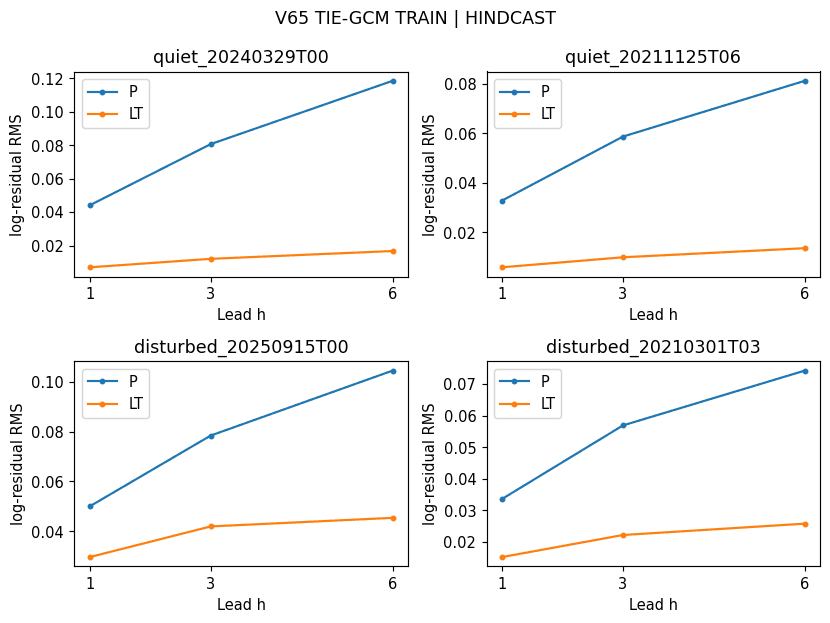 V65 TIE-GCM TRAIN | HINDCAST
quiet_20240329T00
log-residual RMS
0.12
0.10
0.08
0.06
0.04
0.02
P
LT
1
3
6
Lead h
quiet_20211125T06
log-residual RMS
0.08
0.06
0.04
0.02
P
LT
1
3
6
Lead h
disturbed_20250915T00
log-residual RMS
0.10
0.08
0.06
0.04
P
LT
1
3
6
Lead h
disturbed_20210301T03
log-residual RMS
0.07
0.06
0.05
0.04
0.03
0.02
P
LT
1
3
6
Lead h